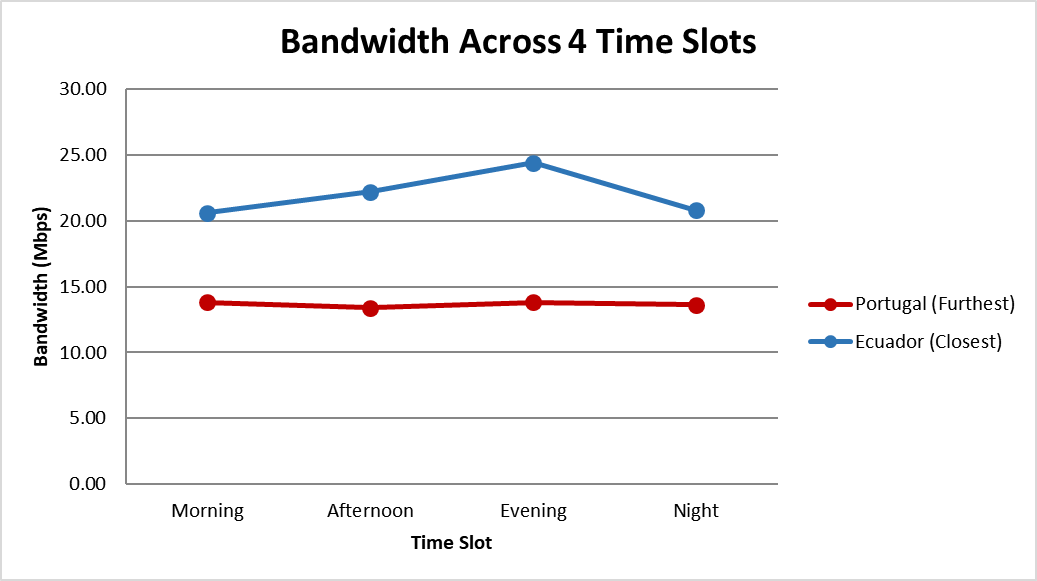 Bandwidth Across 4 Time Slots
30.00
25.00
20.00
15.00
10.00
5.00
0.00
Bandwidth (Mbps)
Morning
Afternoon
Evening
Night
Time Slot
Portugal (Furthest)
Ecuador (Closest)